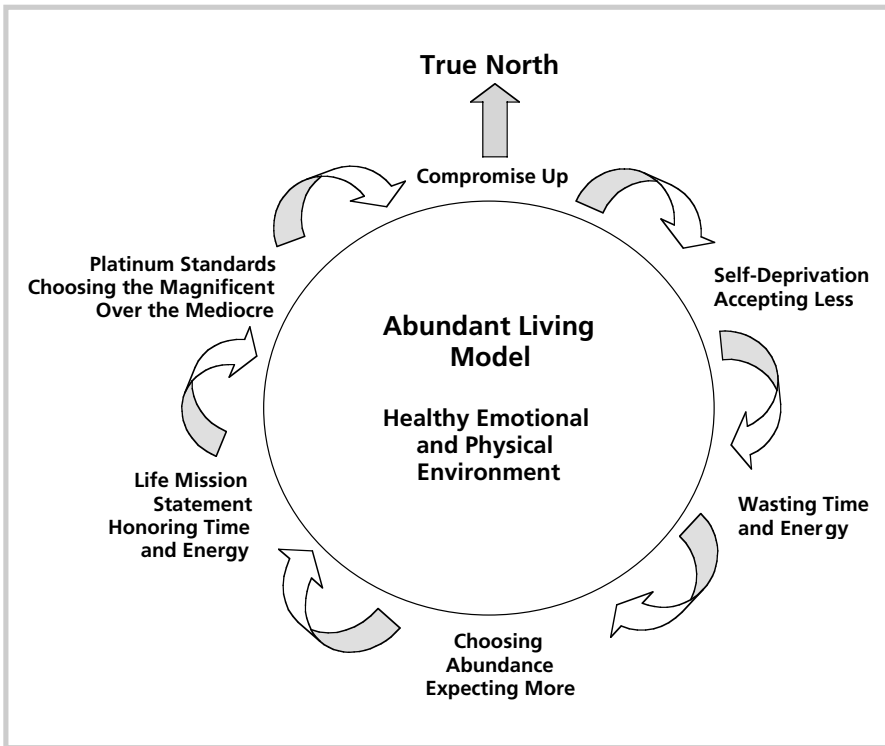 True North
Compromise Up
Self-Deprivation
Accepting Less
Wasting Time
and Energy
Choosing
Abundance
Expecting More
Life Mission
Statement
Honoring Time
and Energy
Platinum Standards
Choosing the Magnificent
Over the Mediocre
Abundant Living
Model
Healthy Emotional
and Physical
Environment